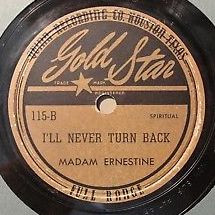 RECORDING CO. HOUSTON, TEXAS
Gold Star
TRADE MARK
REGISTERED
115-B SPIRITUAL
I'LL NEVER TURN BACK
MADAM ERNESTINE
FULL RANGE